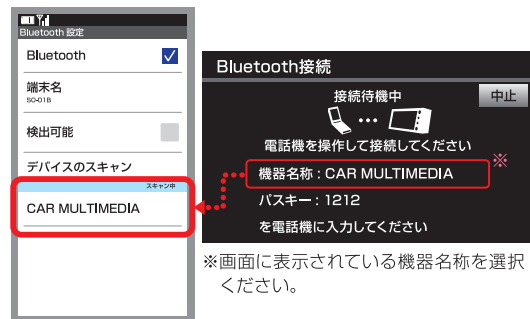 Bluetooth 設定
Bluetooth
端末名
SO-01B
検出可能
デバイスのスキャン
スキャン中
CAR MULTIMEDIA
Bluetooth接続
接続待機中
中止
電話機を操作して接続してください
※
機器名称 : CAR MULTIMEDIA
パスキー : 1212
を電話機に入力してください
※画面に表示されている機器名称を選択
ください。